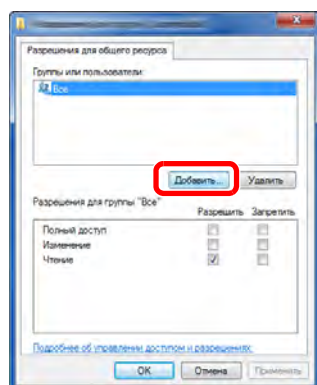 Разрешения для общего ресурса
Группы или пользователи:
Все
Добавить... Удалить
Разрешения для группы "Все"
Разрешить Запретить
Полный доступ
Изменение
Чтение
Подробнее об управлении доступом и разрешениях
ОК Отмена Применить